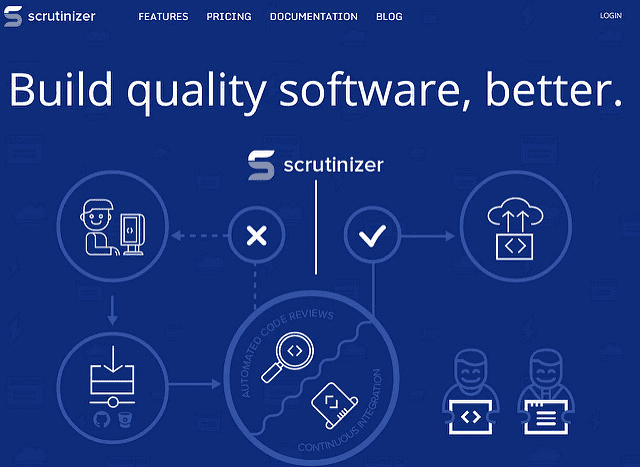 scrutinizer FEATURES PRICING DOCUMENTATION BLOG LOGIN
Build quality software, better.
scrutinizer
AUTOMATED CODE REVIEWS
CONTINUOUS INTEGRATION